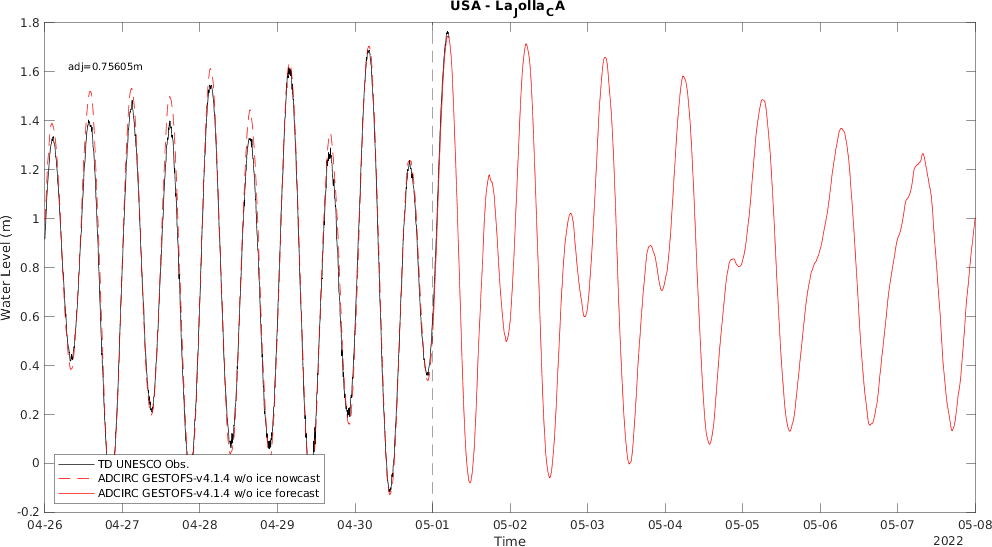 USA - LaJollaCA
adj=0.75605m
Water Level (m)
1.8
1.6
1.4
1.2
1
0.8
0.6
0.4
0.2
0
-0.2
TD UNESCO Obs.
ADCIRC GESTOFS-v4.1.4 w/o ice nowcast
ADCIRC GESTOFS-v4.1.4 w/o ice forecast
04-26 04-27 04-28 04-29 04-30 05-01 05-02 05-03 05-04 05-05 05-06 05-07 05-08
Time
2022